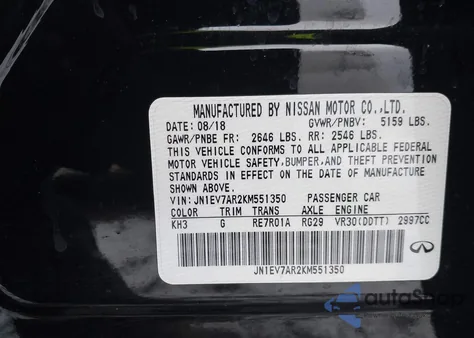 MANUFACTURED BY NISSAN MOTOR CO.,LTD.
DATE: 08/18 GVWR/PNBV: 5159 LBS.
GAWR/PNBE FR: 2646 LBS. RR: 2546 LBS.
THIS VEHICLE CONFORMS TO ALL APPLICABLE FEDERAL
MOTOR VEHICLE SAFETY, BUMPER, AND THEFT PREVENTION
STANDARDS IN EFFECT ON THE DATE OF MANUFACTURE
SHOWN ABOVE.
VIN: JN1EV7AR2KM551350 PASSENGER CAR
COLOR TRIM TRANS AXLE ENGINE
KH3 G RE7R01A RG29 VR30(DDTT) 2997CC
JN1EV7AR2KM551350
autoShop